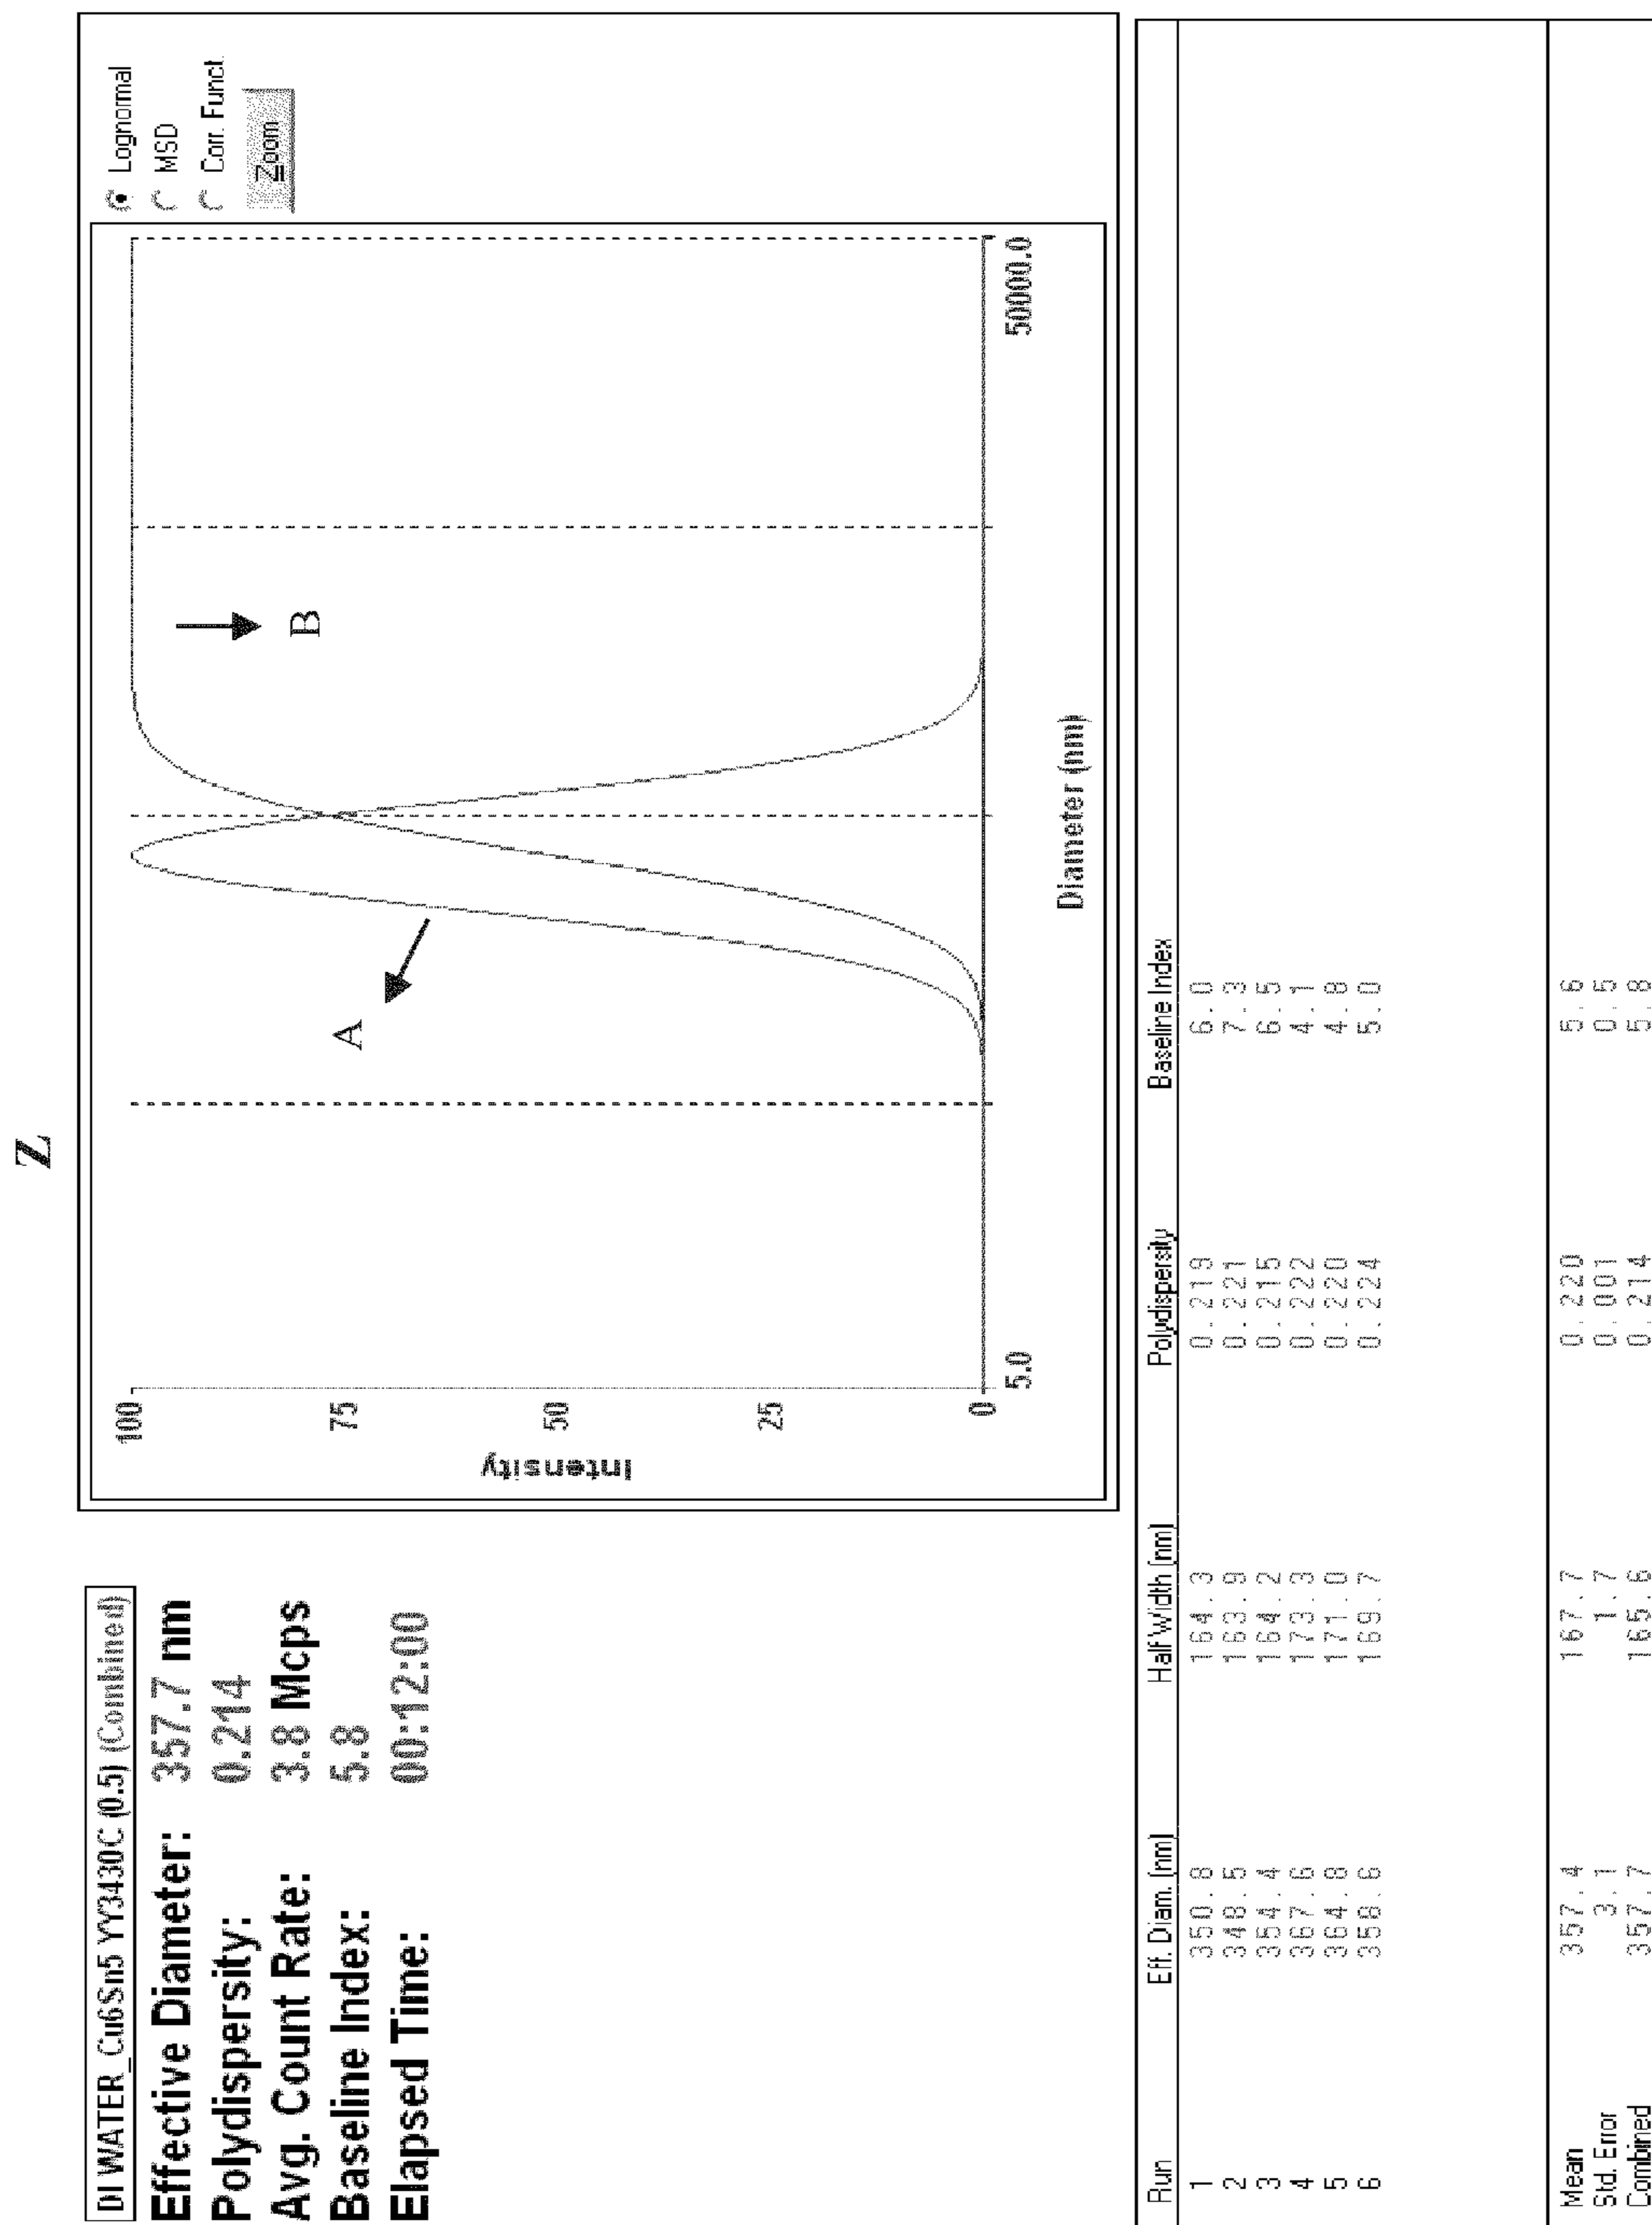 Z
DI WATER_Cu6Sn5 YY3430C (0.5) (Combined)
Effective Diameter: 357.7 nm
Polydispersity: 0.214
Avg. Count Rate: 3.8 Mcps
Baseline Index: 5.8
Elapsed Time: 00:12:00
Lognormal
MSD
Corr. Funct.
Zoom
Intensity
100
75
50
25
0
A
B
5.0
50000.0
Diameter (nm)
Run Eff. Diam. (nm) Half Width (nm) Polydispersity Baseline Index
1 350.8 164.3 0.219 6.0
2 348.5 163.9 0.221 7.3
3 354.4 164.2 0.215 6.5
4 367.6 173.3 0.222 4.1
5 364.8 171.0 0.220 4.8
6 358.6 169.7 0.224 5.0
Mean 357.4 167.7 0.220 5.6
Std. Error 3.1 1.7 0.001 0.5
Combined 357.7 165.6 0.214 5.8